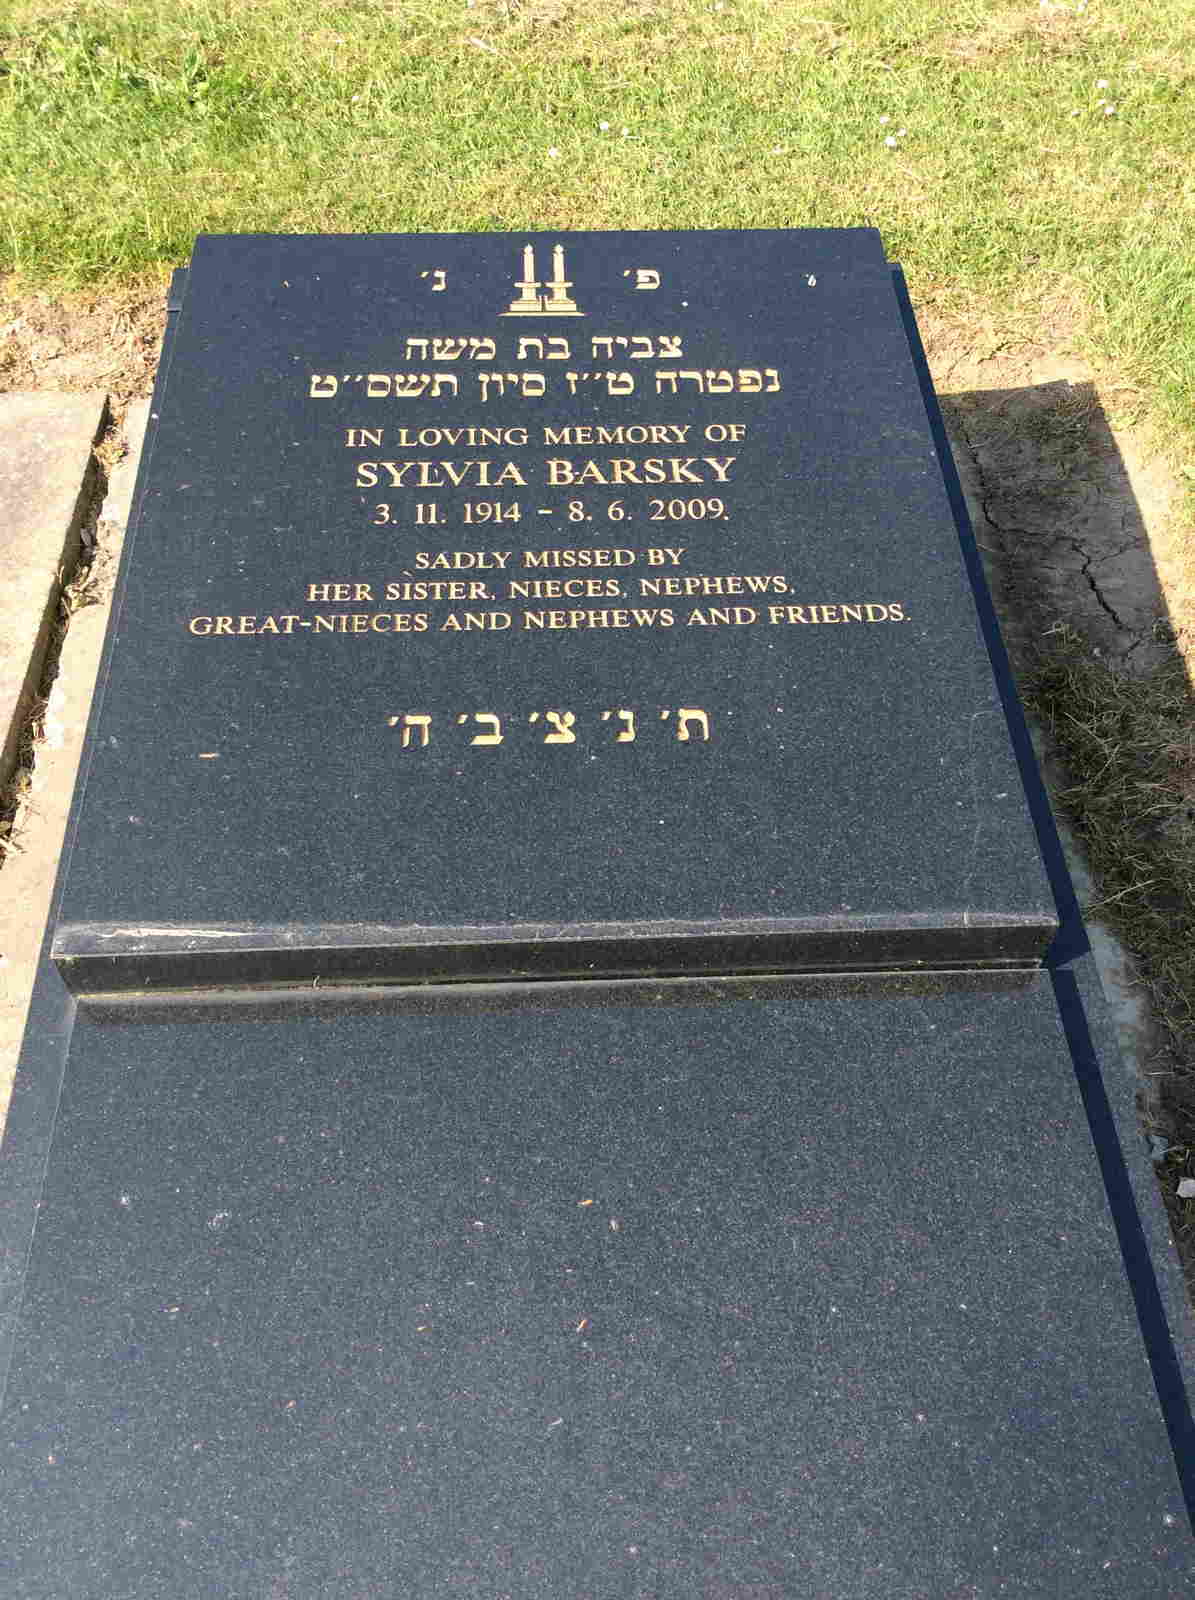 פ׳ נ׳
צביה בת משה
נפטרה ט״ז סיון תשס״ט
IN LOVING MEMORY OF
SYLVIA BARSKY
3. 11. 1914 - 8. 6. 2009.
SADLY MISSED BY
HER SISTER, NIECES, NEPHEWS,
GREAT-NIECES AND NEPHEWS AND FRIENDS.
ת׳ נ׳ צ׳ ב׳ ה׳